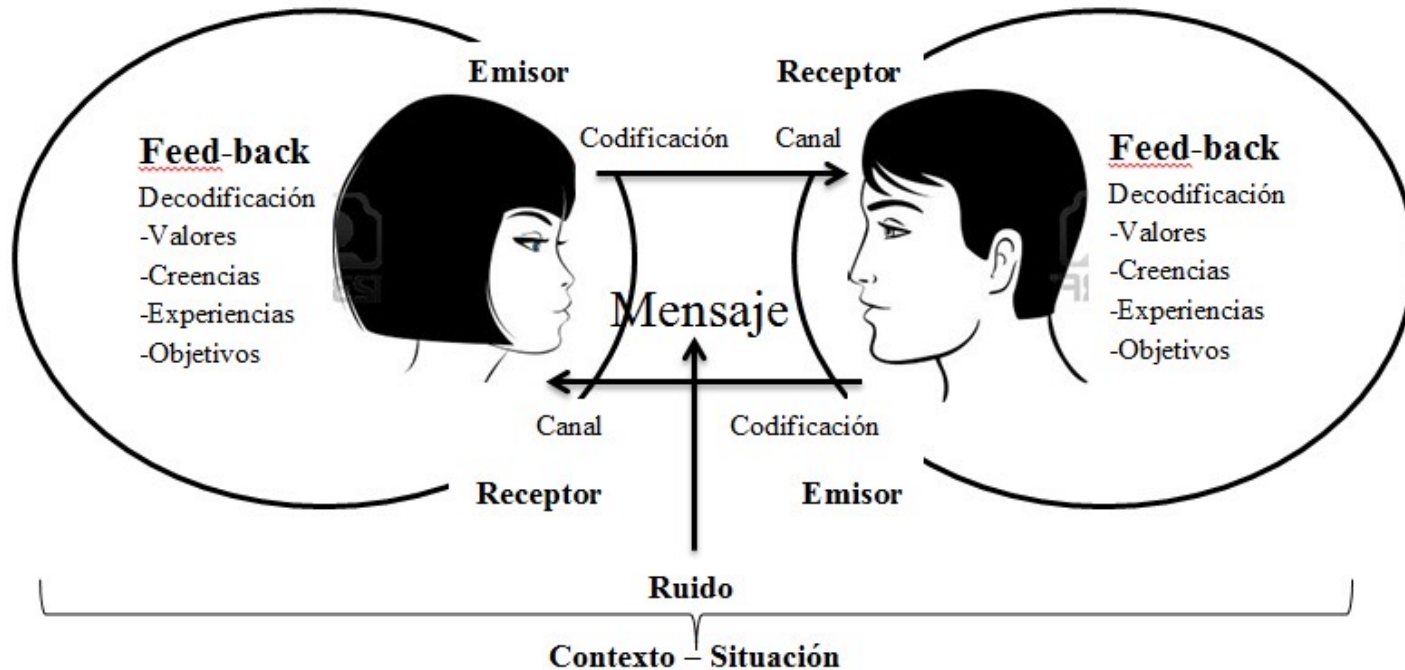 Emisor
Receptor
Codificación
Canal
Feed-back
Decodificación
-Valores
-Creencias
-Experiencias
-Objetivos
Mensaje
Feed-back
Decodificación
-Valores
-Creencias
-Experiencias
-Objetivos
Canal
Codificación
Receptor
Emisor
Ruido
Contexto – Situación